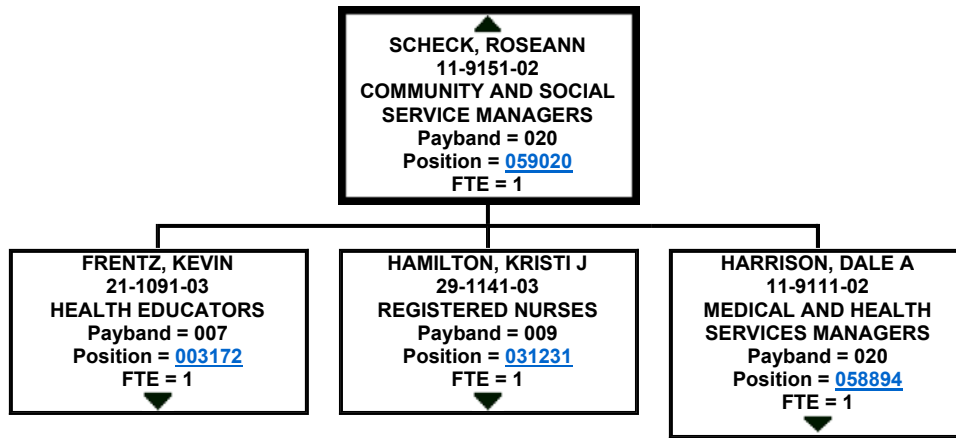 SCHECK, ROSEANN
11-9151-02
COMMUNITY AND SOCIAL
SERVICE MANAGERS
Payband = 020
Position = 059020
FTE = 1
FRENTZ, KEVIN
21-1091-03
HEALTH EDUCATORS
Payband = 007
Position = 003172
FTE = 1
HAMILTON, KRISTI J
29-1141-03
REGISTERED NURSES
Payband = 009
Position = 031231
FTE = 1
HARRISON, DALE A
11-9111-02
MEDICAL AND HEALTH
SERVICES MANAGERS
Payband = 020
Position = 058894
FTE = 1